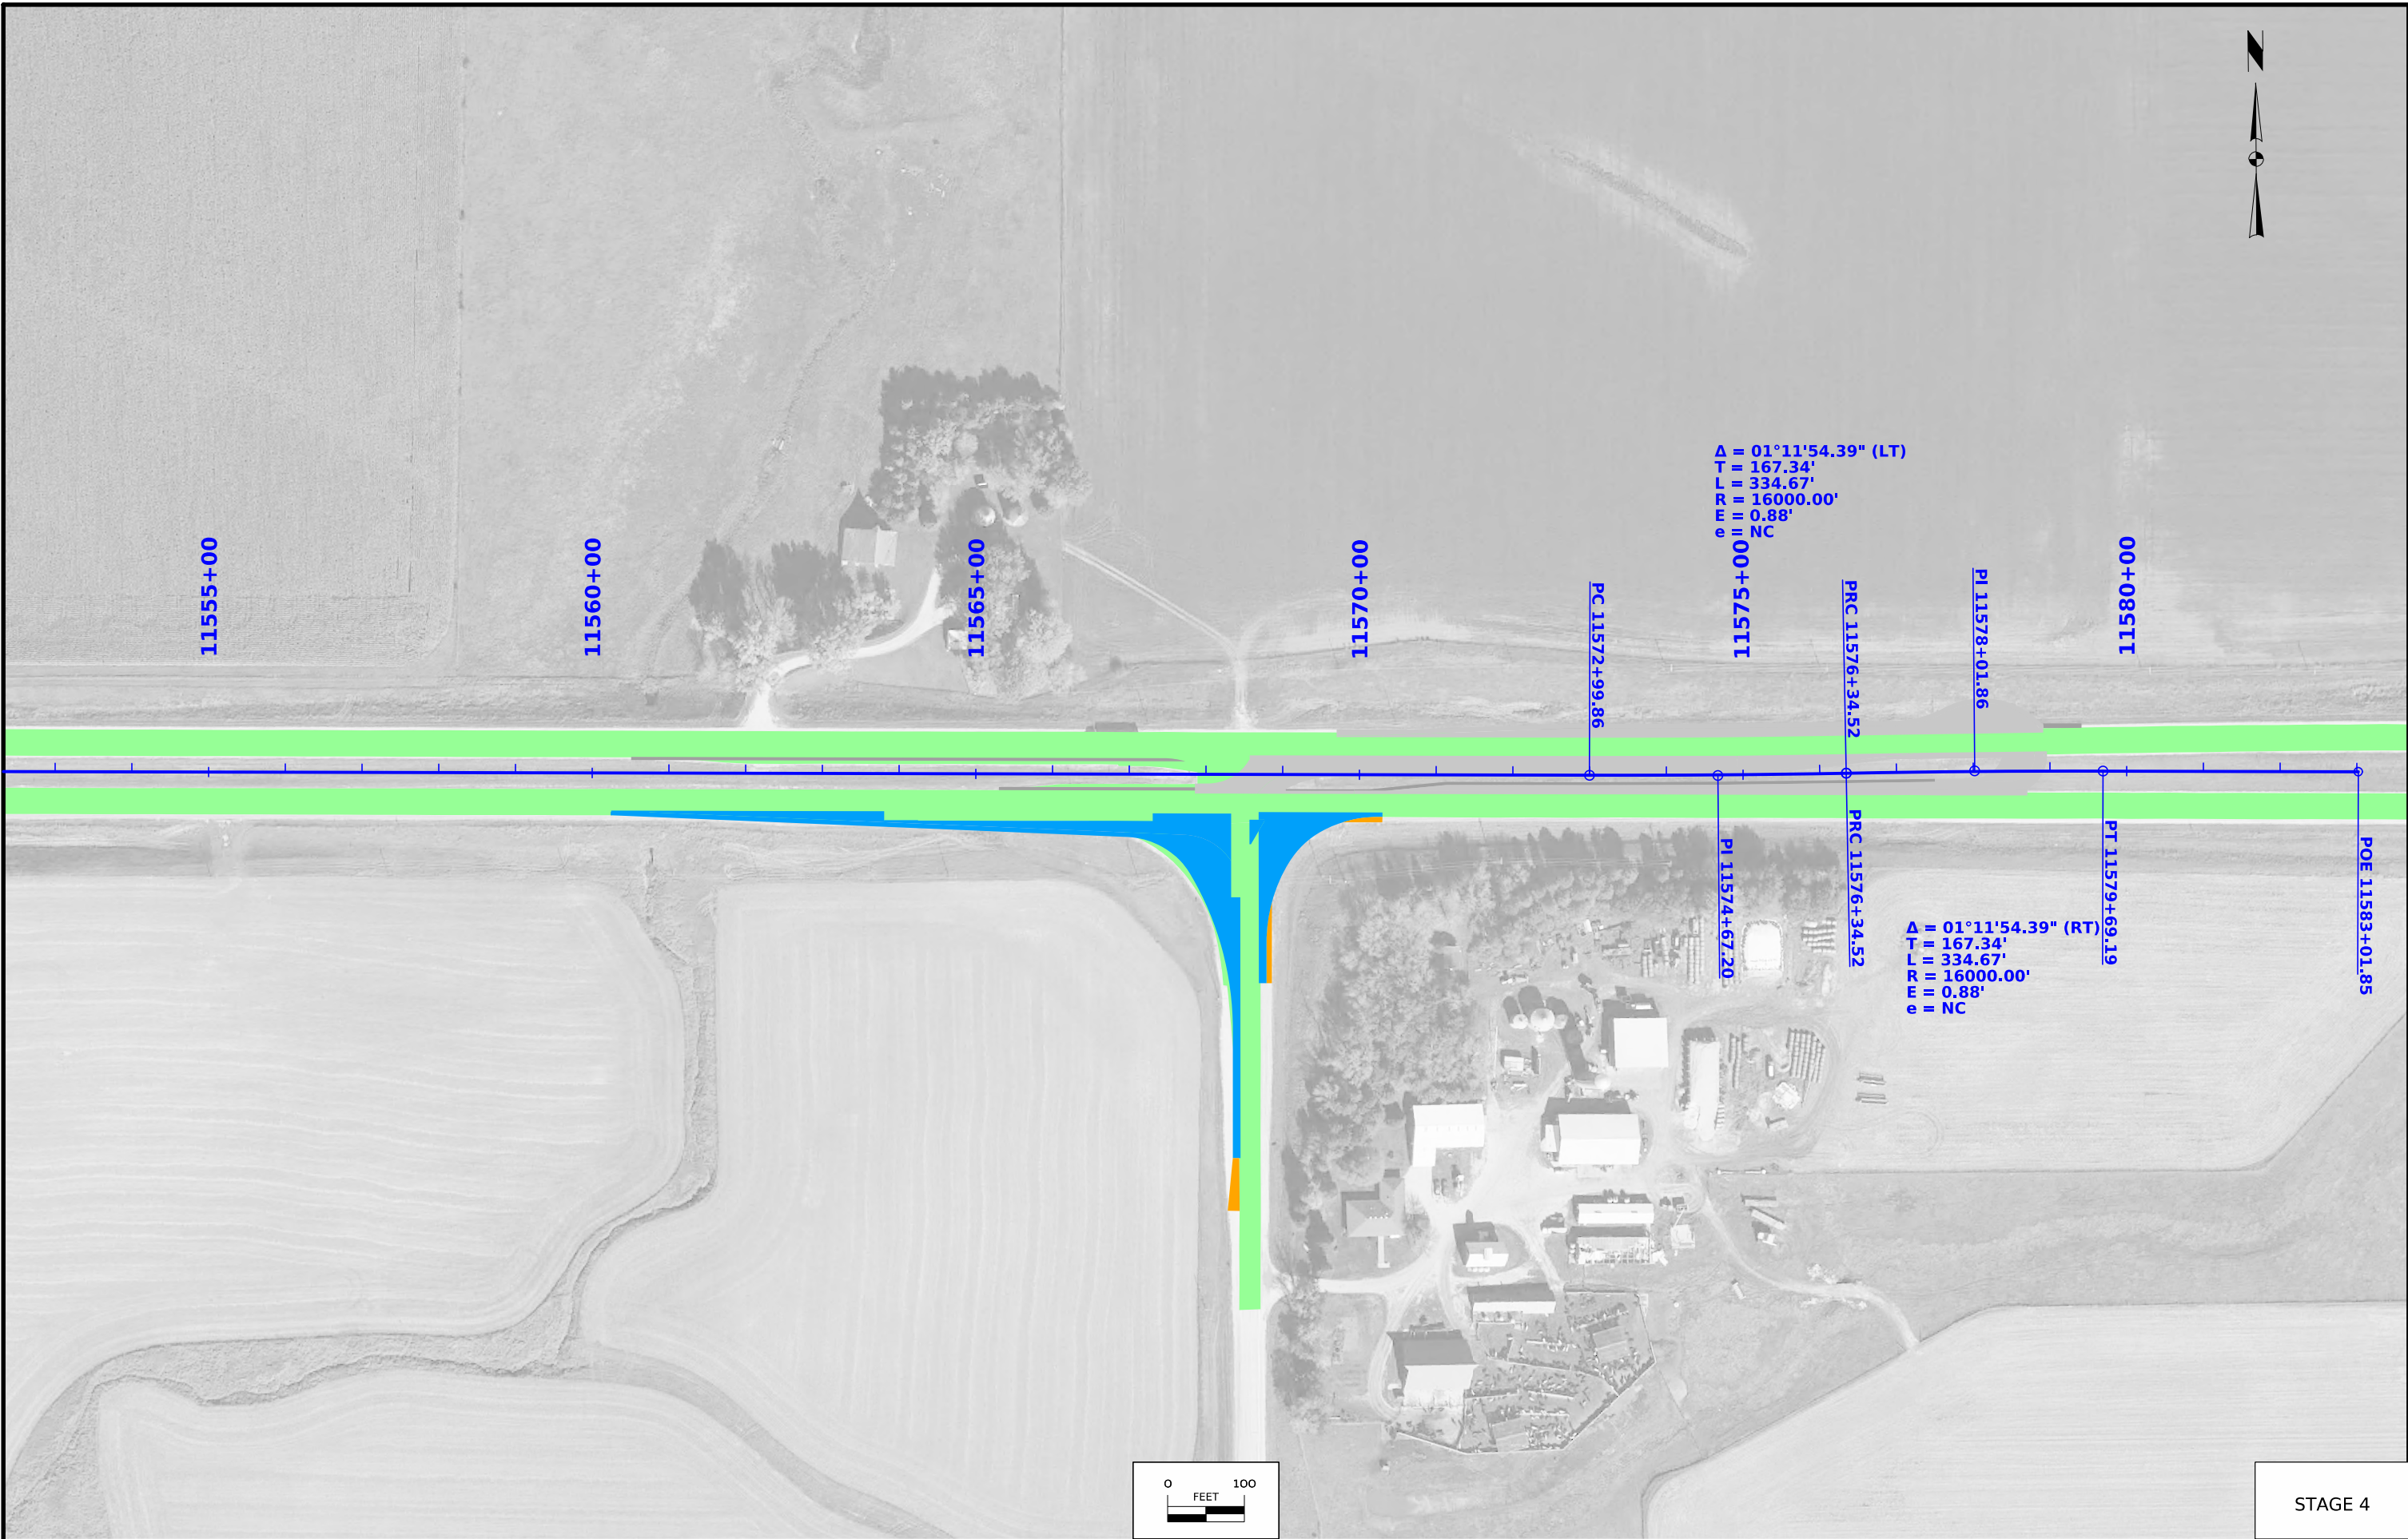 N
Δ = 01°11'54.39" (LT)
T = 167.34'
L = 334.67'
R = 16000.00'
E = 0.88'
e = NC
11555+00
11560+00
11565+00
11570+00
11575+00
11580+00
PC 11572+99.86
PRC 11576+34.52
PI 11578+01.86
PI 11574+67.20
PRC 11576+34.52
PT 11579+69.19
POE 11583+01.85
Δ = 01°11'54.39" (RT)
T = 167.34'
L = 334.67'
R = 16000.00'
E = 0.88'
e = NC
0 100
FEET
STAGE 4